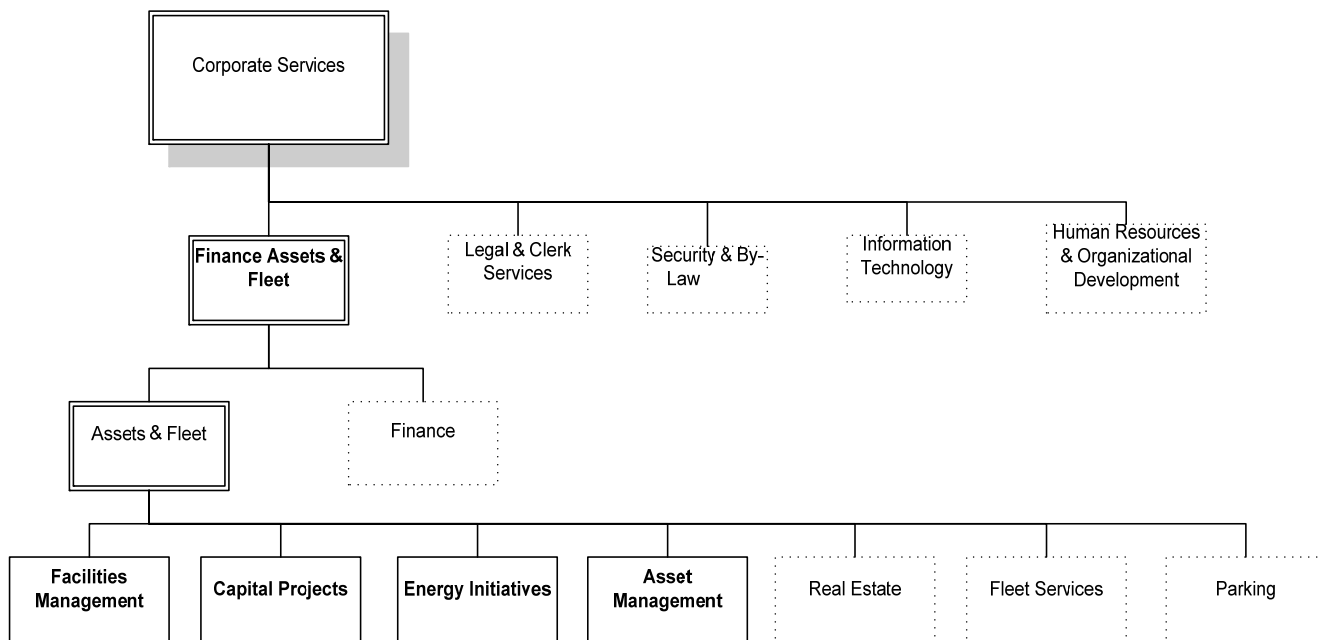 Corporate Services
Finance Assets &
Fleet
Legal & Clerk
Services
Security & By-
Law
Information
Technology
Human Resources
& Organizational
Development
Assets & Fleet
Finance
Facilities
Management
Capital Projects
Energy Initiatives
Asset
Management
Real Estate
Fleet Services
Parking